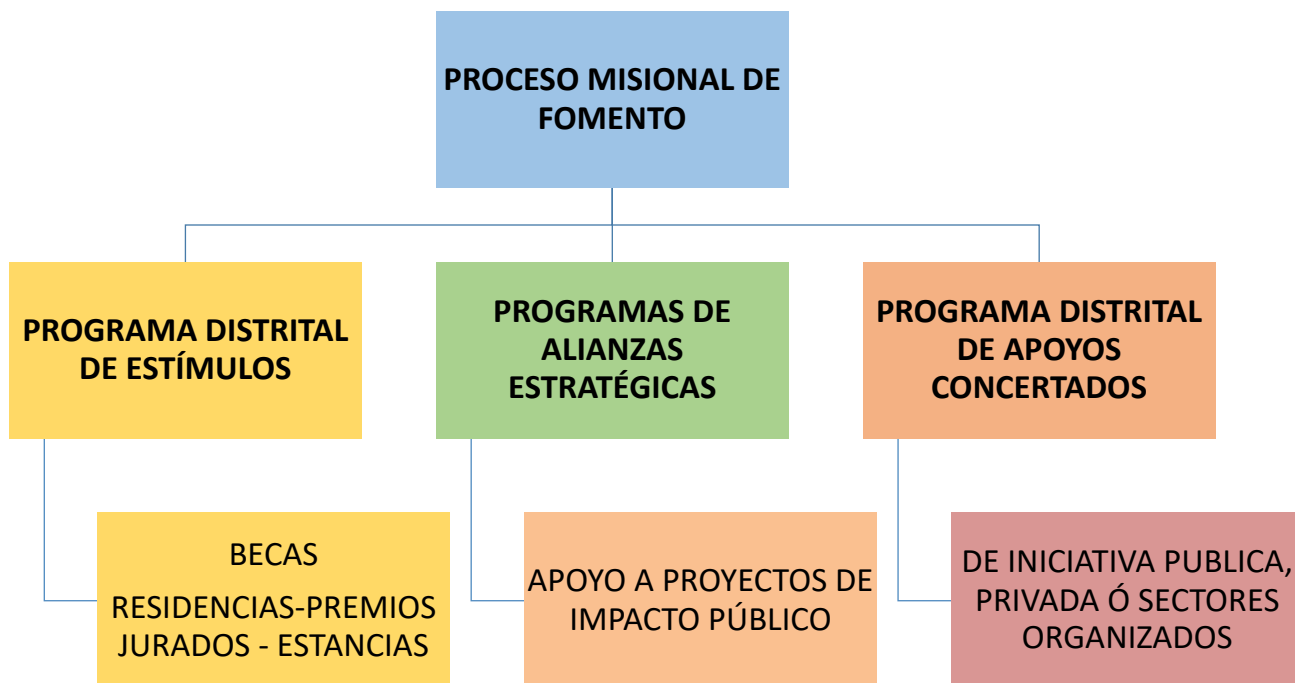 PROCESO MISIONAL DE
FOMENTO
PROGRAMA DISTRITAL
DE ESTÍMULOS
PROGRAMAS DE
ALIANZAS
ESTRATÉGICAS
PROGRAMA DISTRITAL
DE APOYOS
CONCERTADOS
BECAS
RESIDENCIAS-PREMIOS
JURADOS - ESTANCIAS
APOYO A PROYECTOS DE
IMPACTO PÚBLICO
DE INICIATIVA PUBLICA,
PRIVADA Ó SECTORES
ORGANIZADOS